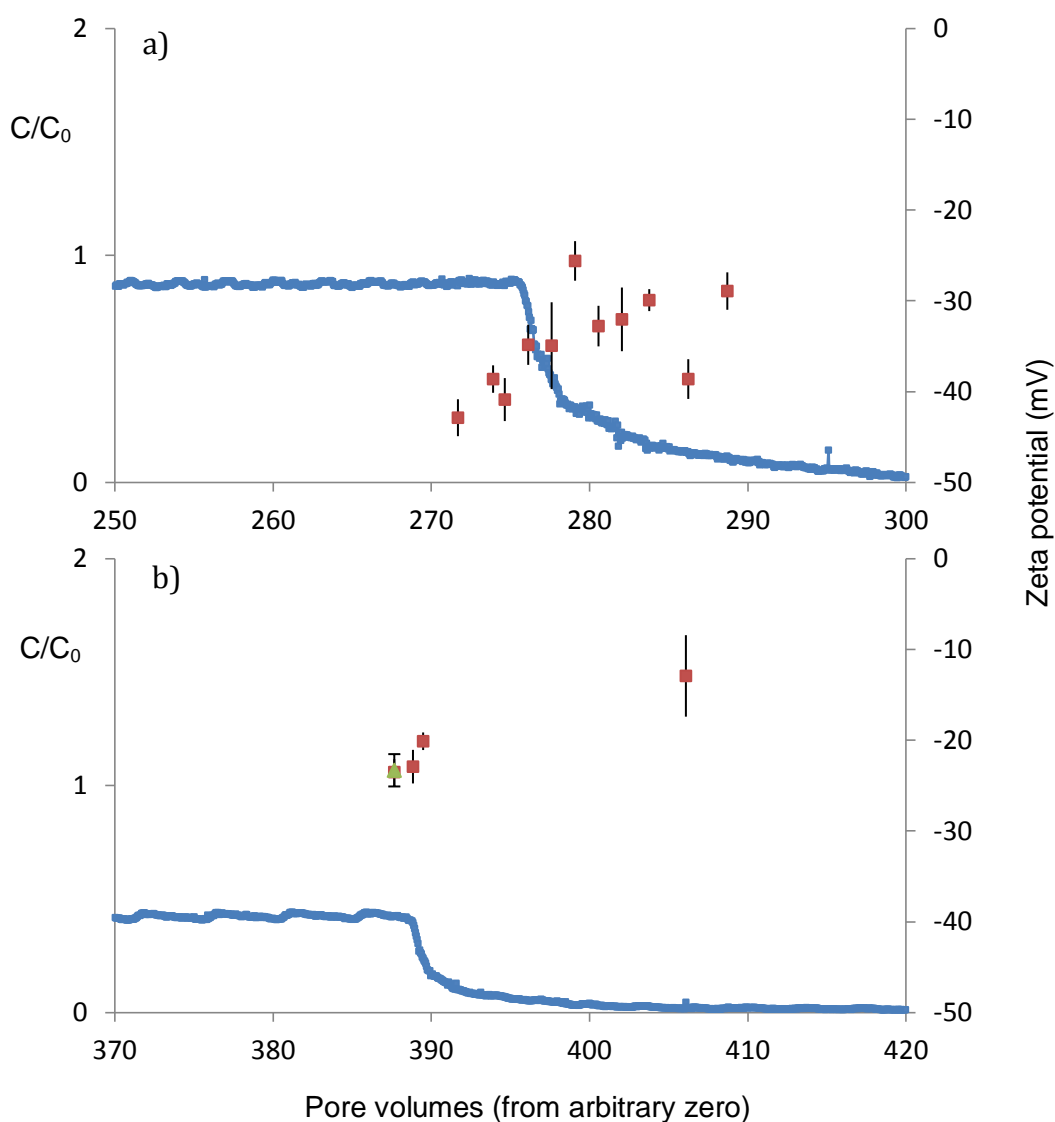 a)
2
1
0
C/C0
0
-10
-20
-30
-40
-50
250 260 270 280 290 300
b)
2
1
0
C/C0
0
-10
-20
-30
-40
-50
370 380 390 400 410 420
Zeta potential (mV)
Pore volumes (from arbitrary zero)